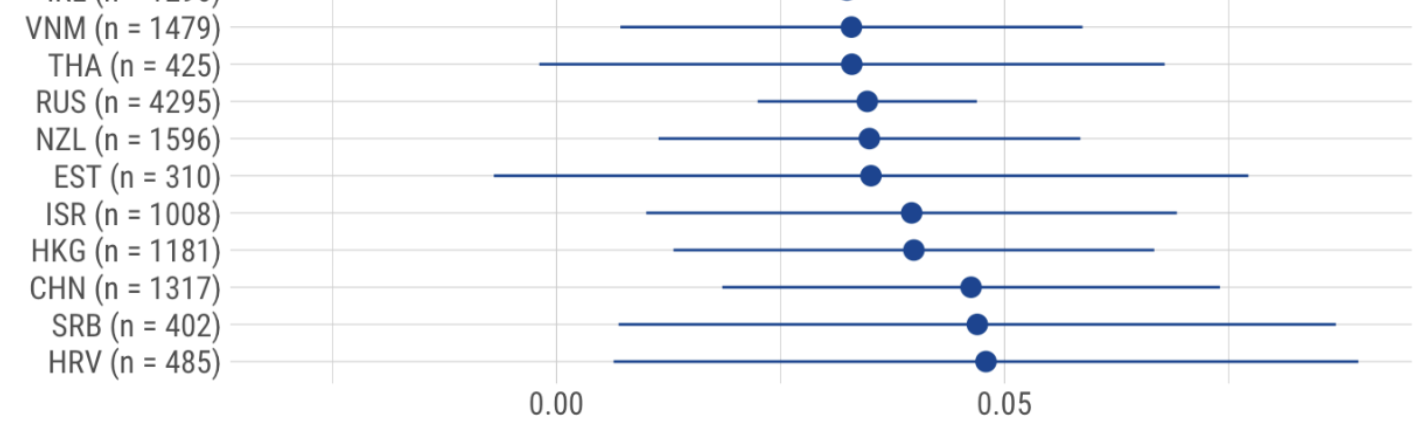 VNM (n = 1479)
THA (n = 425)
RUS (n = 4295)
NZL (n = 1596)
EST (n = 310)
ISR (n = 1008)
HKG (n = 1181)
CHN (n = 1317)
SRB (n = 402)
HRV (n = 485)
0.00 0.05